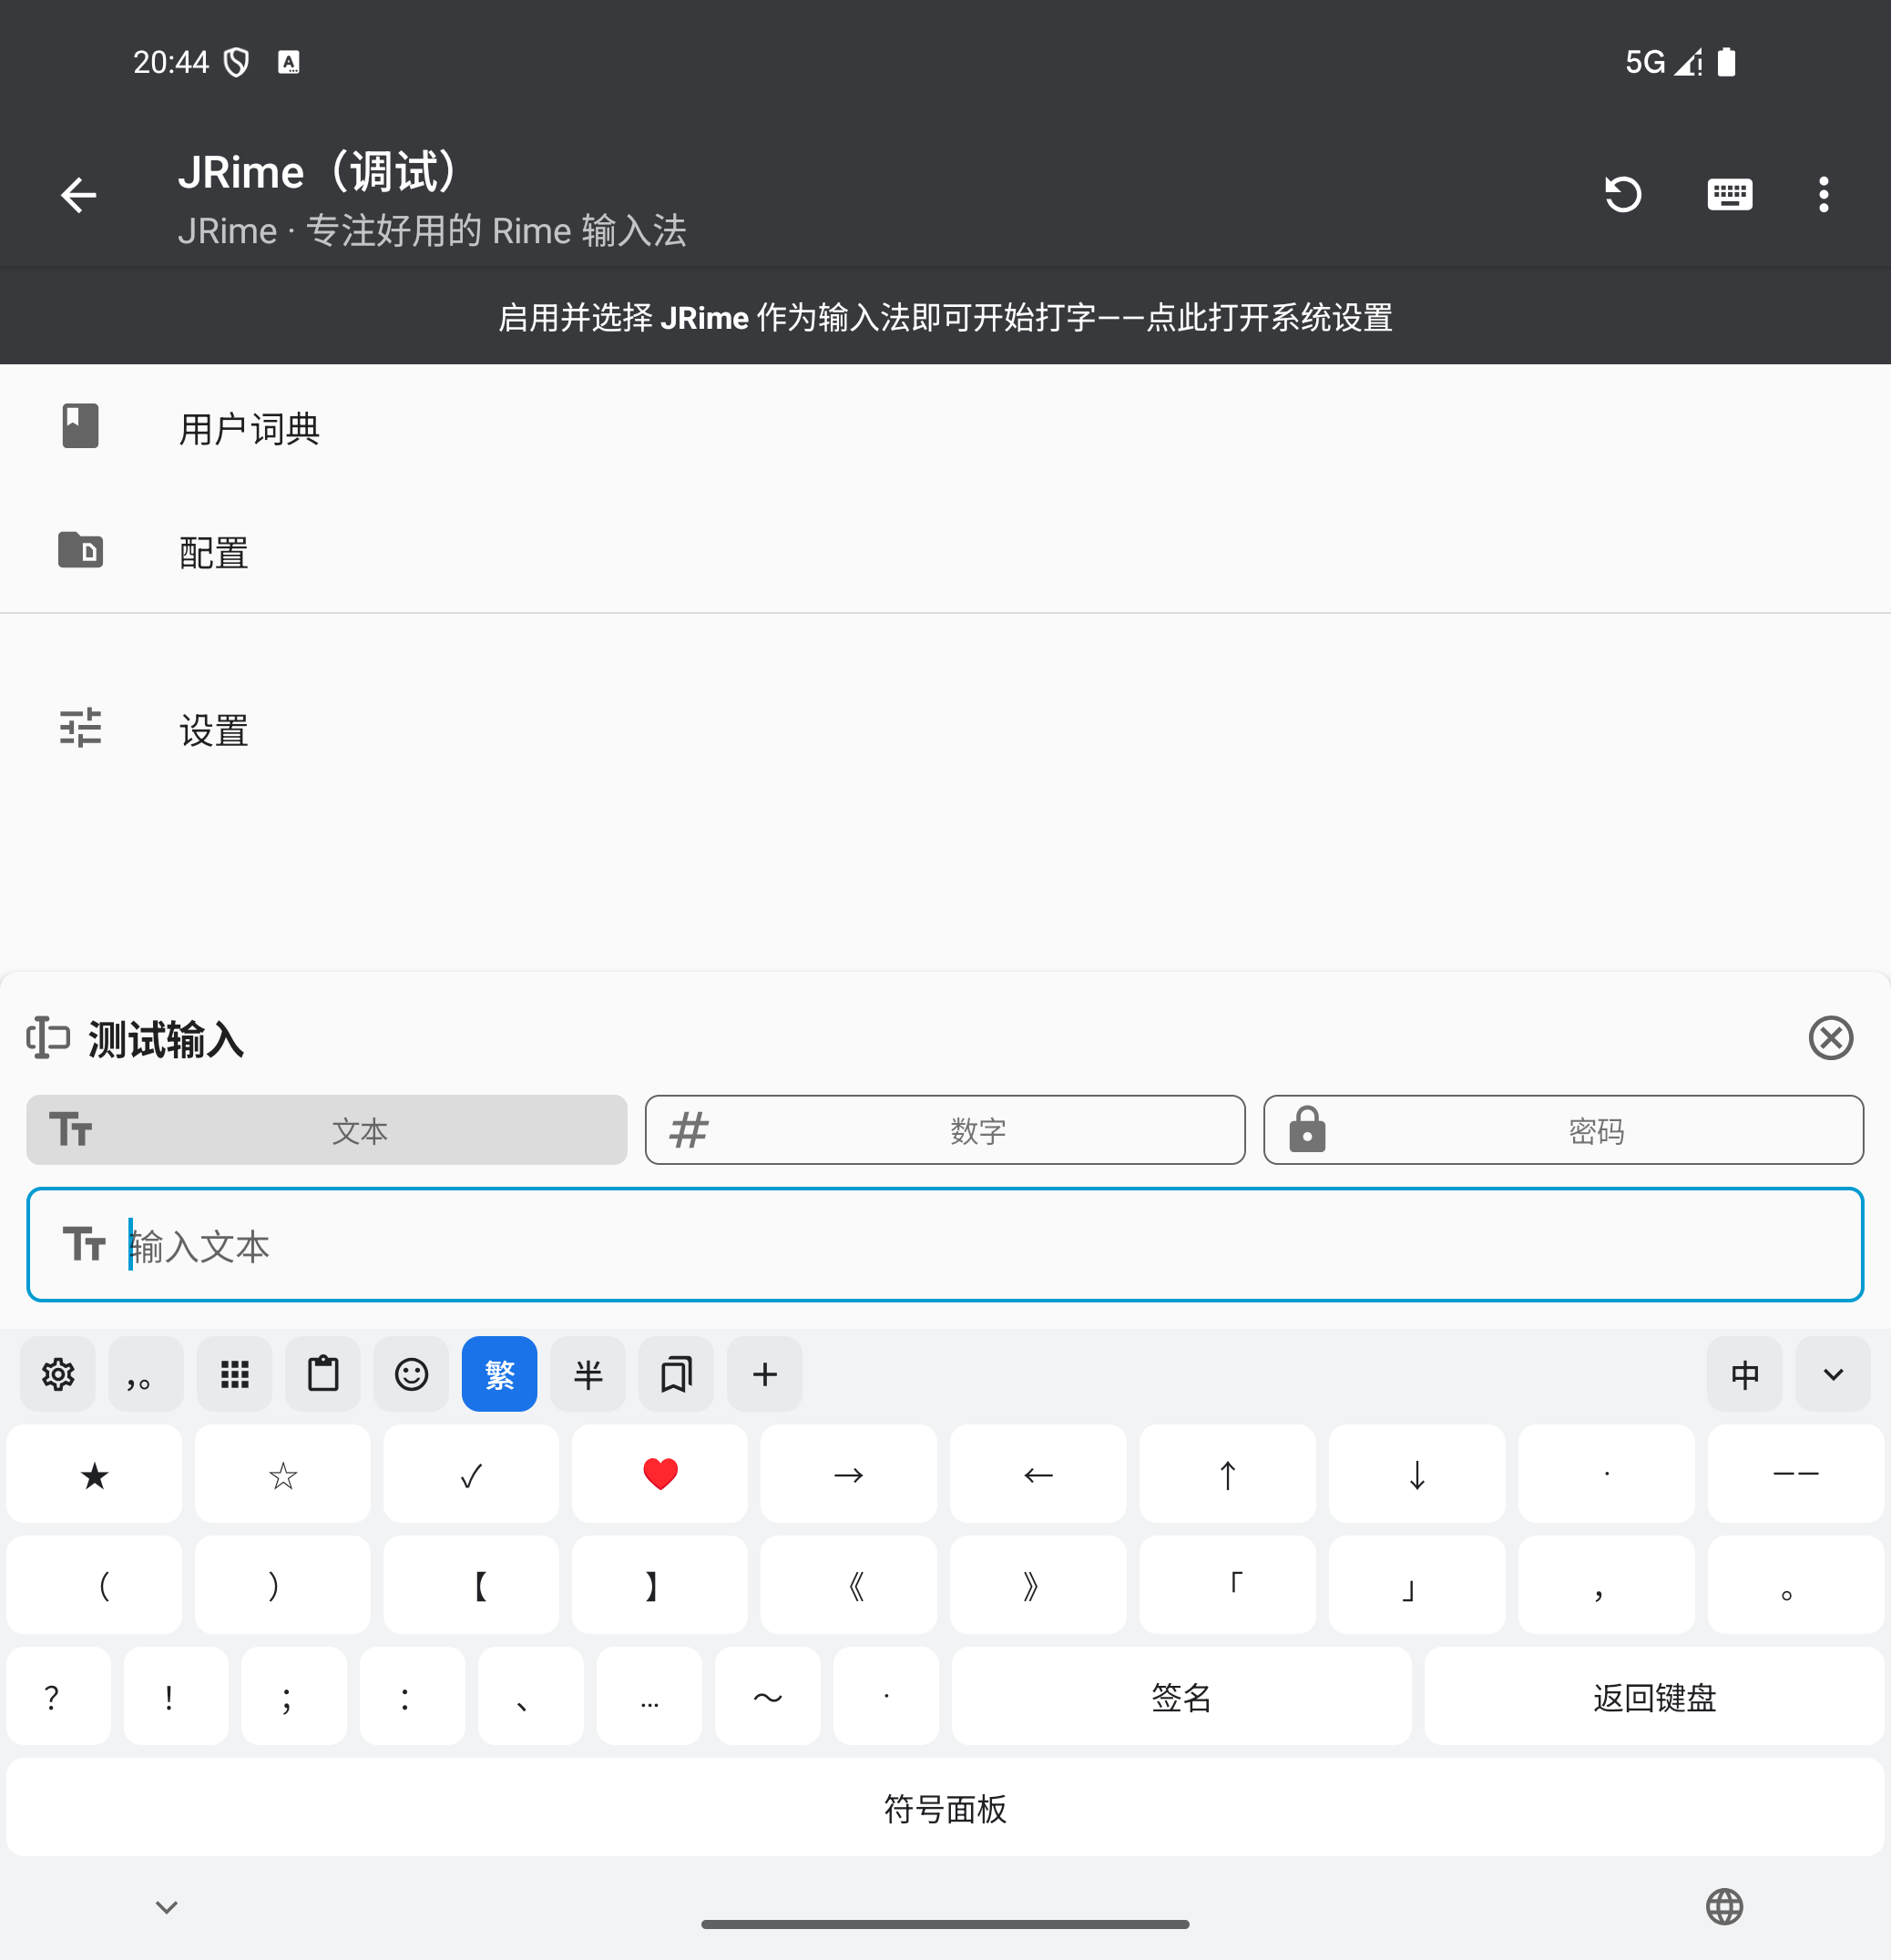 20:44
5G
JRime（调试）
JRime · 专注好用的 Rime 输入法
启用并选择 JRime 作为输入法即可开始打字——点此打开系统设置
用户词典
配置
设置
测试输入
文本 # 数字 密码
输入文本
，。 繁 半 + 中
★ ☆ ✓ ❤ → ← ↑ ↓ · ——
（ ） 【 】 《 》 「 」 ， 。
？ ！ ； ： 、 … ～ · 签名 返回键盘
符号面板